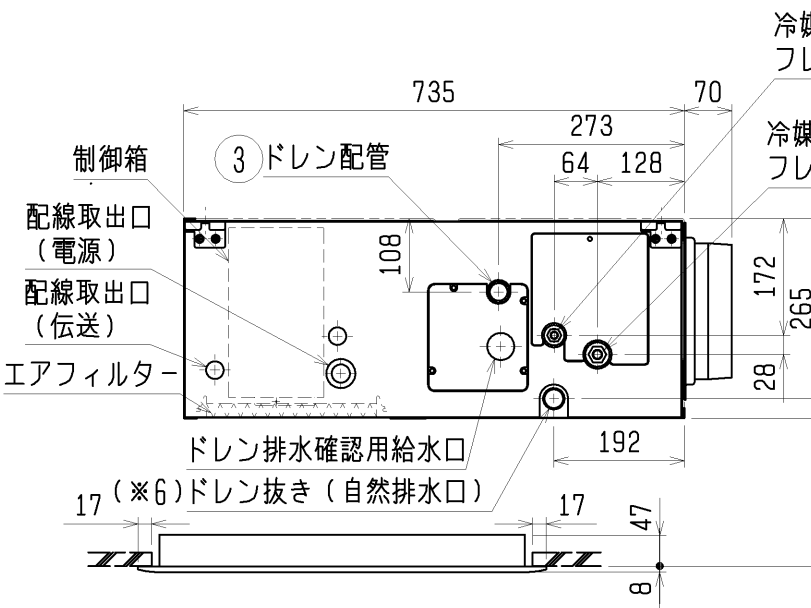 冷媒
フレ
735
70
273
冷媒
フレ
64
128
制御箱
③ドレン配管
配線取出口
（電源）
108
172
265
配線取出口
（伝送）
エアフィルター
28
ドレン排水確認用給水口
192
（※6）ドレン抜き（自然排水口）
17
17
47
8